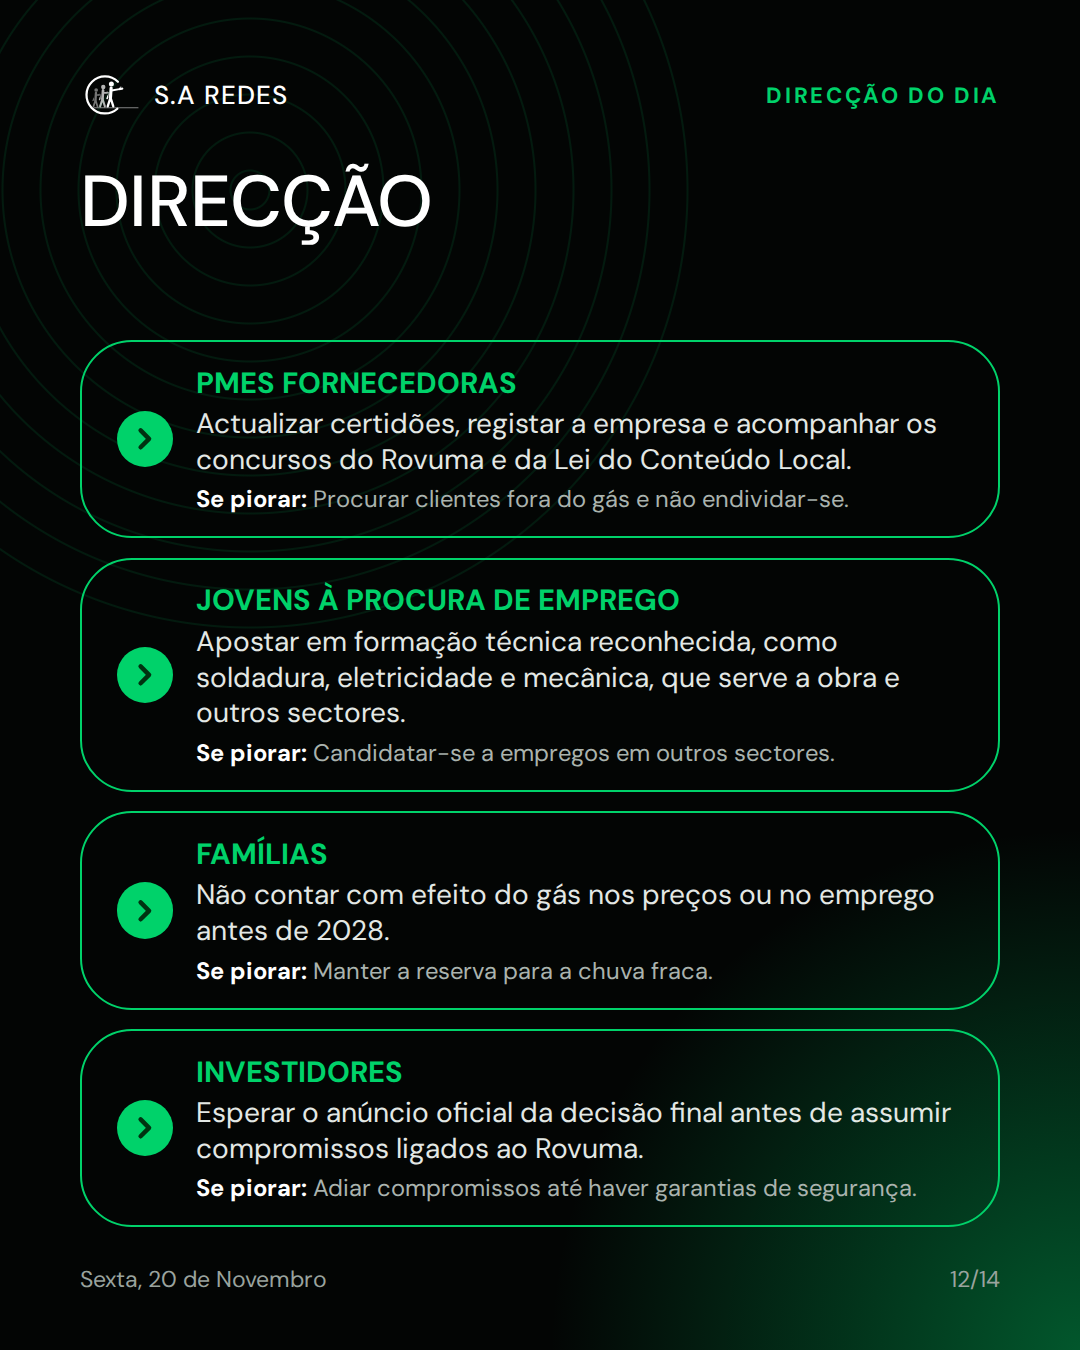 S.A REDES
DIRECÇÃO DO DIA
DIRECÇÃO
PMES FORNECEDORAS
Actualizar certidões, registar a empresa e acompanhar os
concursos do Rovuma e da Lei do Conteúdo Local.
Se piorar: Procurar clientes fora do gás e não endividar-se.
JOVENS À PROCURA DE EMPREGO
Apostar em formação técnica reconhecida, como
soldadura, eletricidade e mecânica, que serve a obra e
outros sectores.
Se piorar: Candidatar-se a empregos em outros sectores.
FAMÍLIAS
Não contar com efeito do gás nos preços ou no emprego
antes de 2028.
Se piorar: Manter a reserva para a chuva fraca.
INVESTIDORES
Esperar o anúncio oficial da decisão final antes de assumir
compromissos ligados ao Rovuma.
Se piorar: Adiar compromissos até haver garantias de segurança.
Sexta, 20 de Novembro
12/14